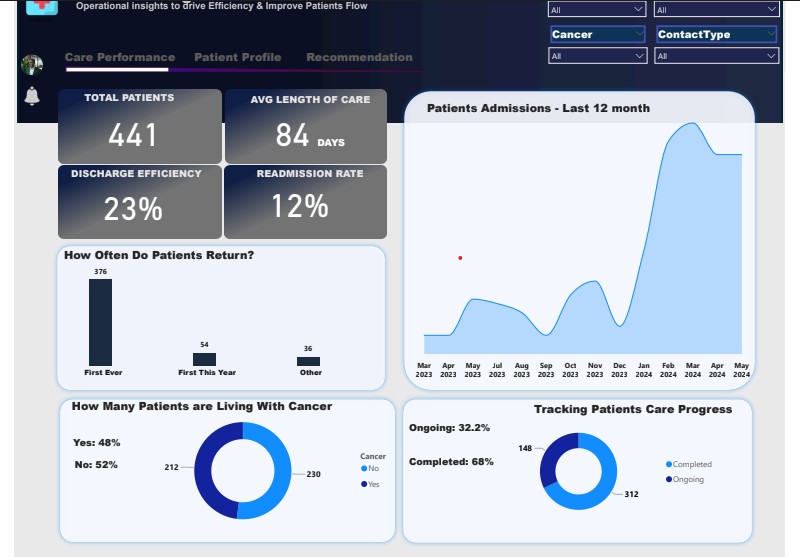 Operational insights to drive Efficiency & Improve Patients Flow
All
All
Cancer
ContactType
All
All
Care Performance
Patient Profile
Recommendation
TOTAL PATIENTS
441
AVG LENGTH OF CARE
84 DAYS
DISCHARGE EFFICIENCY
23%
READMISSION RATE
12%
Patients Admissions - Last 12 month
Mar 2023
Apr 2023
May 2023
Jul 2023
Aug 2023
Sep 2023
Oct 2023
Nov 2023
Dec 2023
Jan 2024
Feb 2024
Mar 2024
Apr 2024
May 2024
How Often Do Patients Return?
376
54
36
First Ever
First This Year
Other
How Many Patients are Living With Cancer
Yes: 48%
No: 52%
212
230
Cancer
No
Yes
Tracking Patients Care Progress
Ongoing: 32.2%
Completed: 68%
148
312
Completed
Ongoing